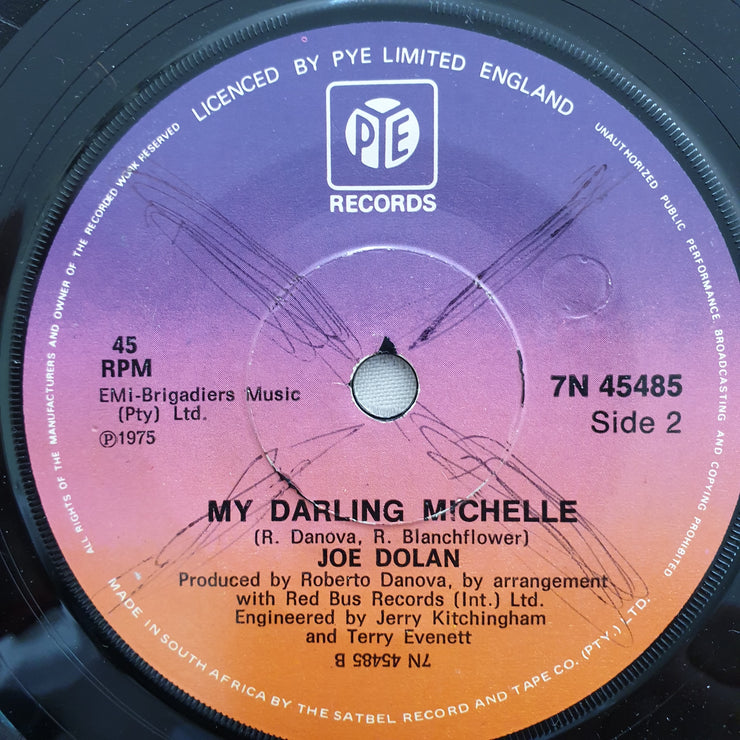 LICENCED BY PYE LIMITED ENGLAND
UNAUTHORIZED PUBLIC PERFORMANCE, BROADCASTING AND COPYING PROHIBITED
ALL RIGHTS OF THE MANUFACTURERS AND OWNER OF THE RECORDED WORK RESERVED
PYE
RECORDS
45
RPM
EMi-Brigadiers Music
(Pty) Ltd.
℗1975
7N 45485
Side 2
MY DARLING MICHELLE
(R. Danova, R. Blanchflower)
JOE DOLAN
Produced by Roberto Danova, by arrangement
with Red Bus Records (Int.) Ltd.
Engineered by Jerry Kitchingham
and Terry Evenett
7N 45485 B
MADE IN SOUTH AFRICA BY THE SATBEL RECORD AND TAPE CO. (PTY.) LTD.